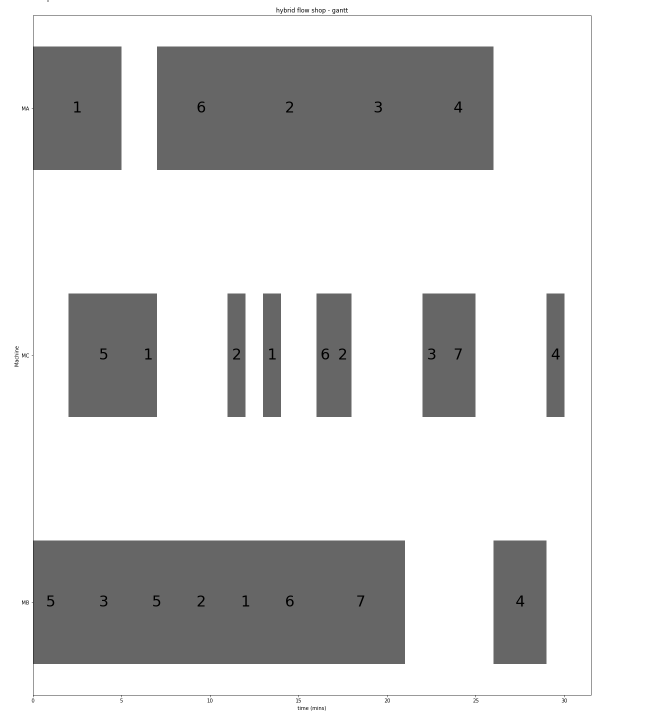 hybrid flow shop - gantt
MA
1 6 2 3 4
Machine
MC
5 1 2 1 6 2 3 7 4
MB
5 3 5 2 1 6 7 4
0 5 10 15 20 25 30
time (mins)